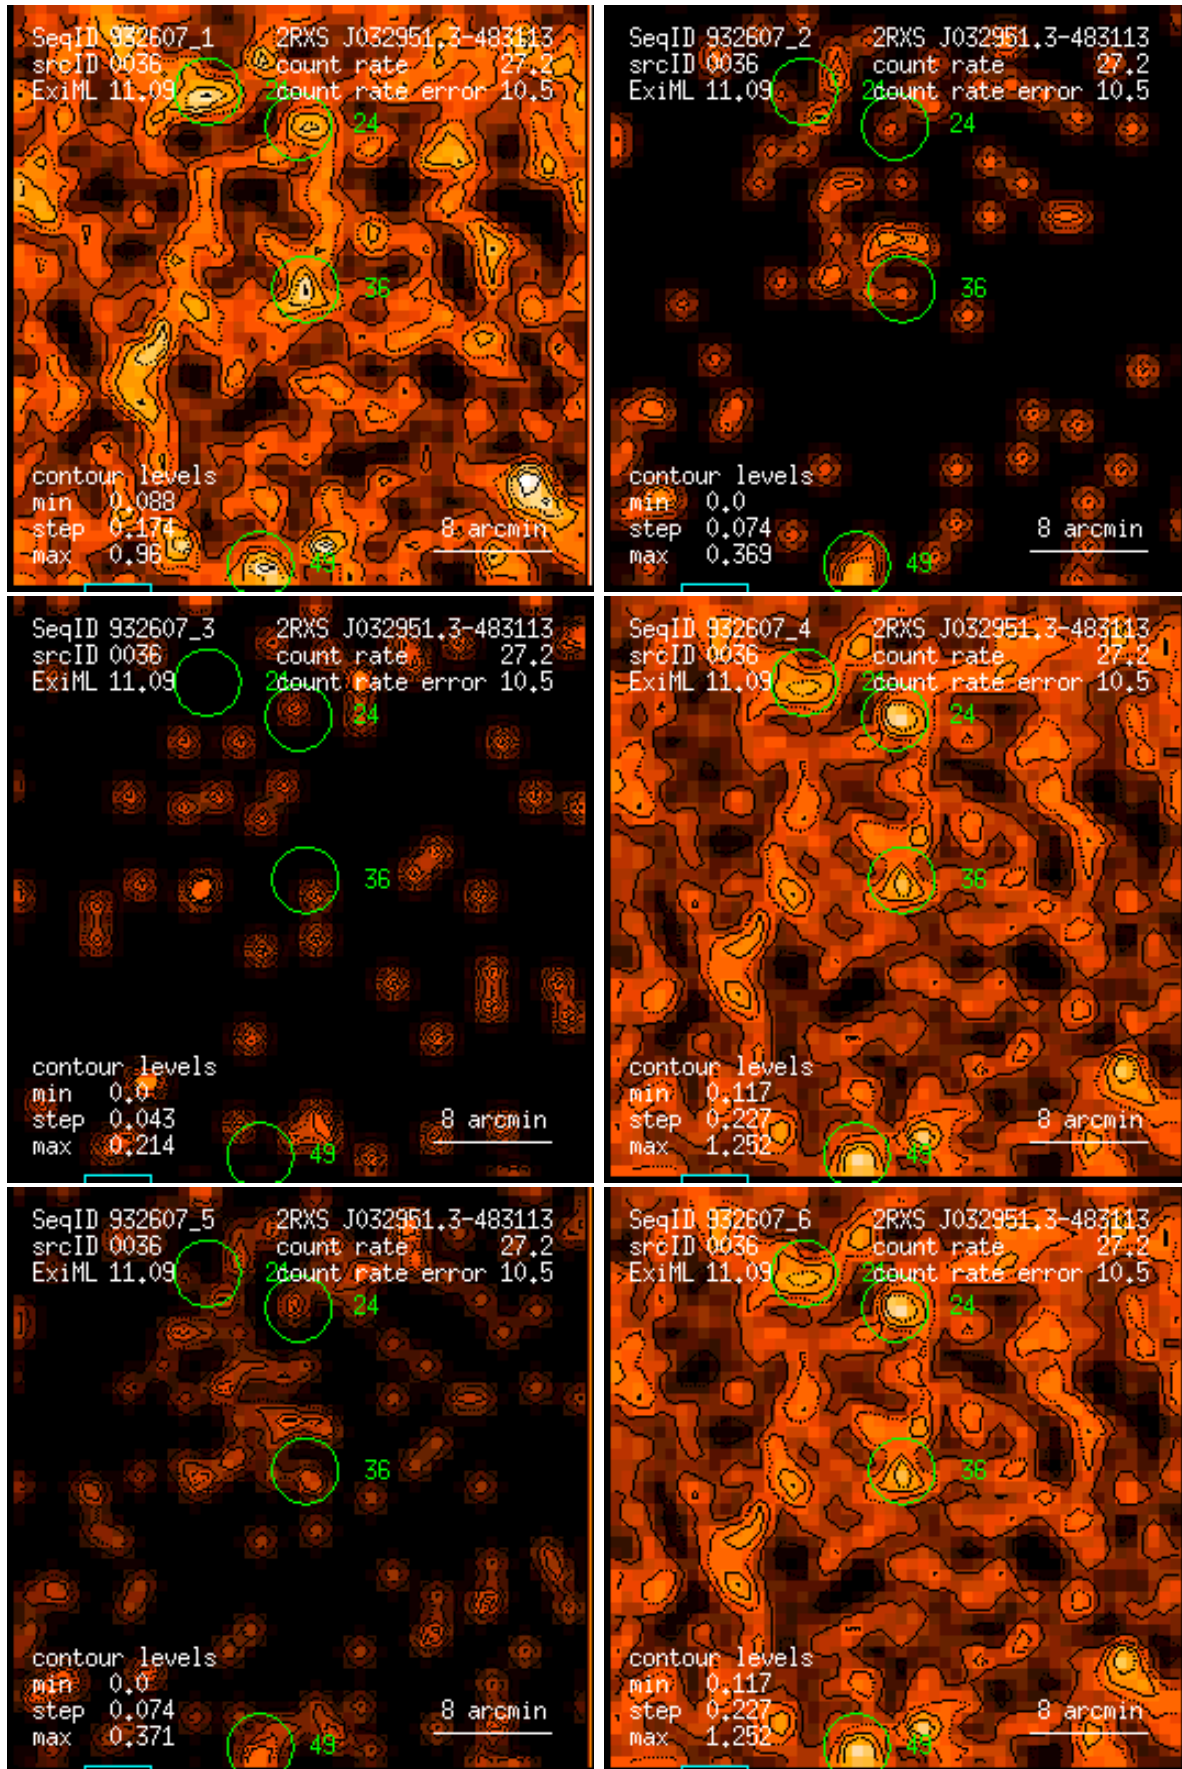 SeqID 932607_1 2RXS J032951.3-483113
srcID 0036 count rate 27.2
ExiML 11.09 count rate error 10.5
24
36
contour levels
min 0.088
step 0.174
max 0.96
8 arcmin
49
SeqID 932607_2 2RXS J032951.3-483113
srcID 0036 count rate 27.2
ExiML 11.09 count rate error 10.5
24
36
contour levels
min 0.0
step 0.074
max 0.369
8 arcmin
49
SeqID 932607_3 2RXS J032951.3-483113
srcID 0036 count rate 27.2
ExiML 11.09 count rate error 10.5
24
36
contour levels
min 0.0
step 0.043
max 0.214
8 arcmin
49
SeqID 932607_4 2RXS J032951.3-483113
srcID 0036 count rate 27.2
ExiML 11.09 count rate error 10.5
24
36
contour levels
min 0.117
step 0.227
max 1.252
8 arcmin
49
SeqID 932607_5 2RXS J032951.3-483113
srcID 0036 count rate 27.2
ExiML 11.09 count rate error 10.5
24
36
contour levels
min 0.0
step 0.074
max 0.371
8 arcmin
49
SeqID 932607_6 2RXS J032951.3-483113
srcID 0036 count rate 27.2
ExiML 11.09 count rate error 10.5
24
36
contour levels
min 0.117
step 0.227
max 1.252
8 arcmin
49